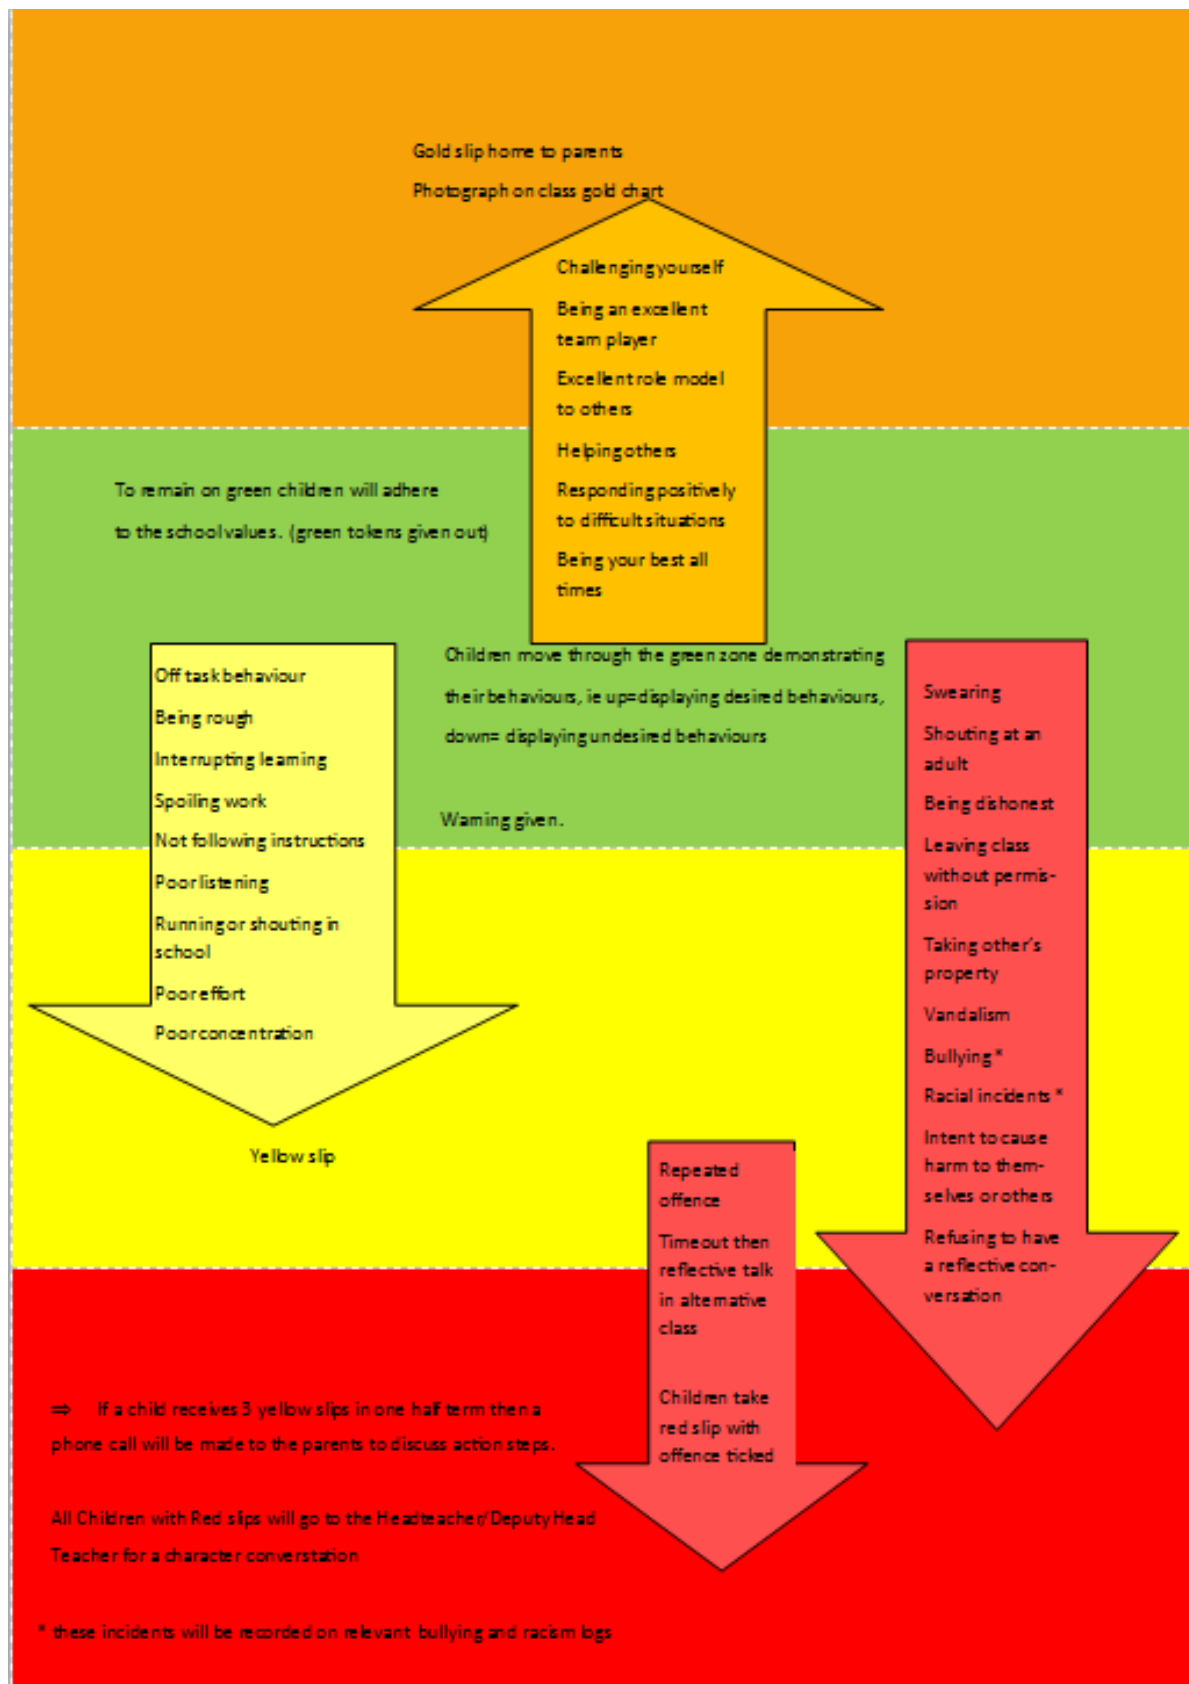 Gold slip home to parents
Photograph on class gold chart
Challenging yourself
Being an excellent
team player
Excellent role model
to others
Helping others
Responding positively
to difficult situations
Being your best all
times
To remain on green children will adhere
to the school values. (green tokens given out)
Children move through the green zone demonstrating
their behaviours, ie up=displaying desired behaviours,
down= displaying undesired behaviours
Warning given.
Off task behaviour
Being rough
Interrupting learning
Spoiling work
Not following instructions
Poor listening
Running or shouting in
school
Poor effort
Poor concentration
Yellow slip
Swearing
Shouting at an
adult
Being dishonest
Leaving class
without permis-
sion
Taking other's
property
Vandalism
Bullying *
Racial incidents *
Intent to cause
harm to them-
selves or others
Refusing to have
a reflective con-
versation
Repeated
offence
Timeout then
reflective talk
in alternative
class
Children take
red slip with
offence ticked
⇒ If a child receives 3 yellow slips in one half term then a
phone call will be made to the parents to discuss action steps.
All Children with Red slips will go to the Headteacher/Deputy Head
Teacher for a character converstation
* these incidents will be recorded on relevant bullying and racism logs